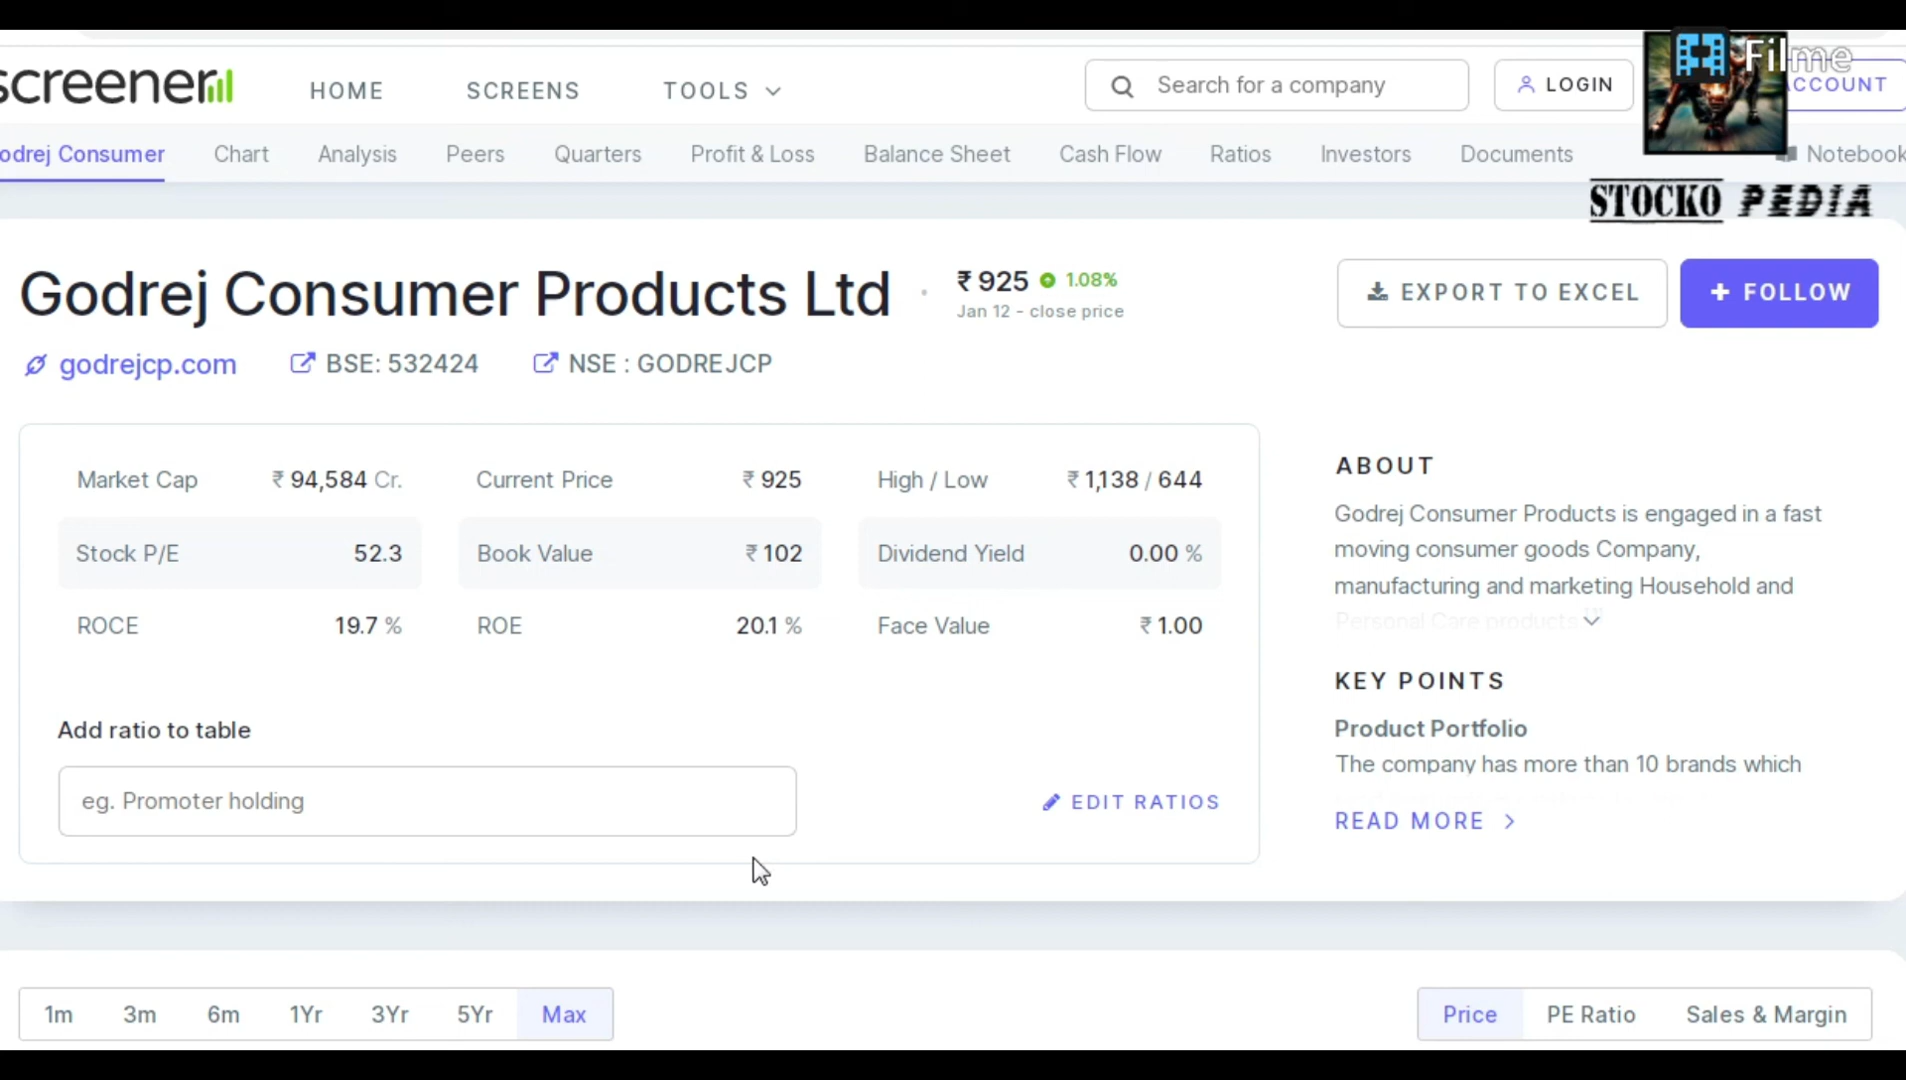 screener
HOME
SCREENS
TOOLS
Search for a company
LOGIN
Filme
CCOUNT
odrej Consumer
Chart
Analysis
Peers
Quarters
Profit & Loss
Balance Sheet
Cash Flow
Ratios
Investors
Documents
Notebook
STOCKO PEDIA
Godrej Consumer Products Ltd
₹ 925 1.08%
Jan 12 - close price
EXPORT TO EXCEL
+ FOLLOW
godrejcp.com
BSE: 532424
NSE : GODREJCP
Market Cap ₹ 94,584 Cr.
Current Price ₹ 925
High / Low ₹ 1,138 / 644
Stock P/E 52.3
Book Value ₹ 102
Dividend Yield 0.00 %
ROCE 19.7 %
ROE 20.1 %
Face Value ₹ 1.00
Add ratio to table
eg. Promoter holding
EDIT RATIOS
ABOUT
Godrej Consumer Products is engaged in a fast
moving consumer goods Company,
manufacturing and marketing Household and
Personal Care products
KEY POINTS
Product Portfolio
The company has more than 10 brands which
READ MORE
1m
3m
6m
1Yr
3Yr
5Yr
Max
Price
PE Ratio
Sales & Margin